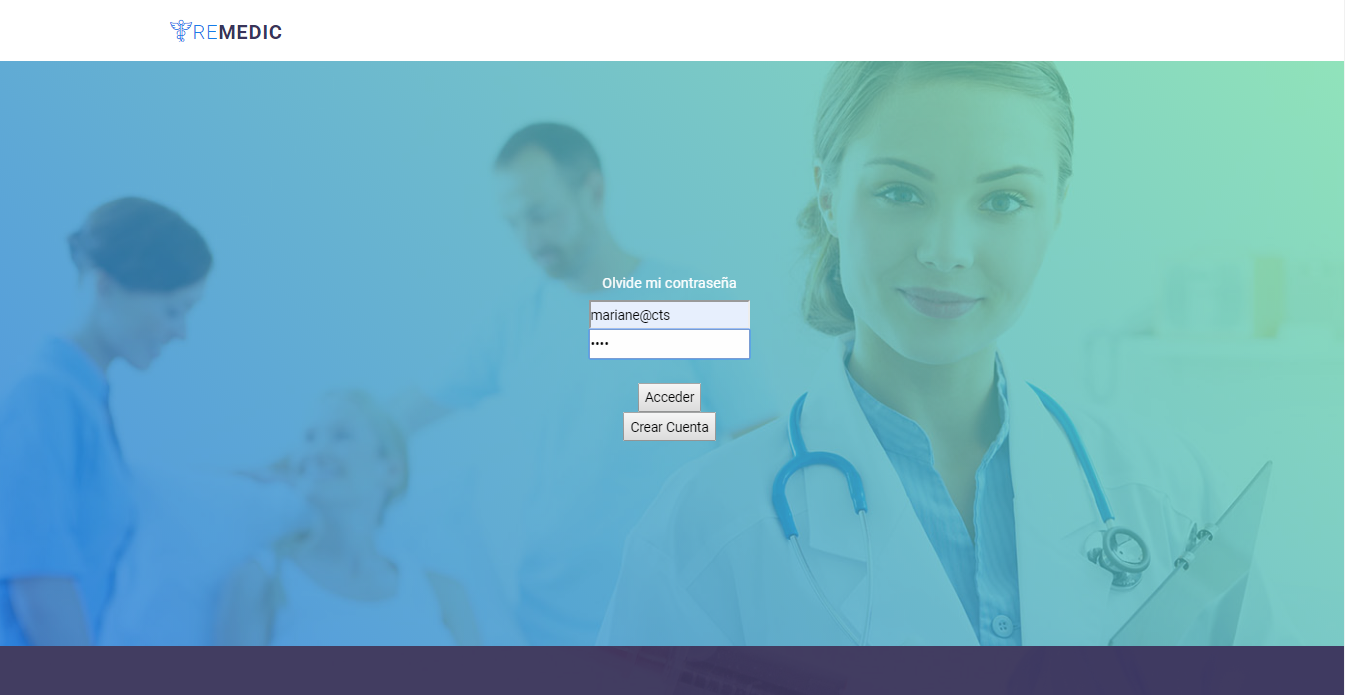 REMEDIC
Olvide mi contraseña
mariane@cts
••••
Acceder
Crear Cuenta